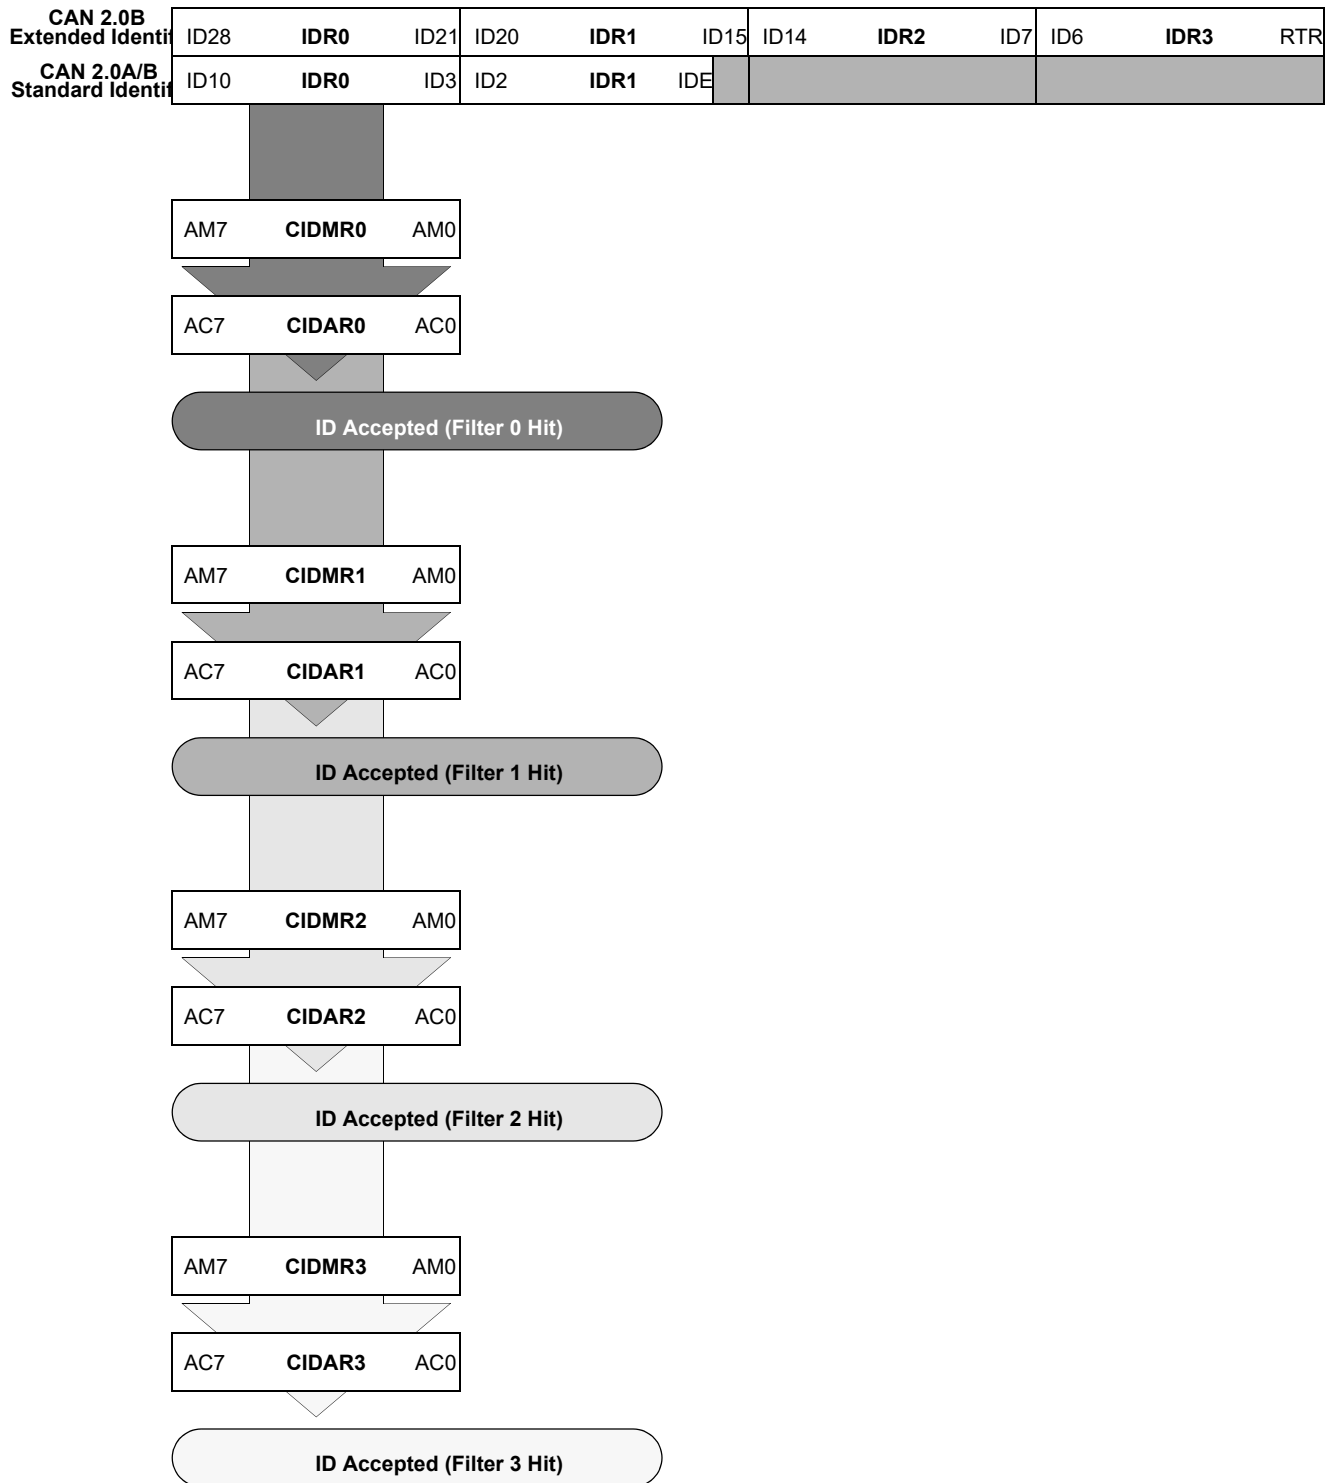 CAN 2.0B
Extended Identif ID28 IDR0 ID21 ID20 IDR1 ID15 ID14 IDR2 ID7 ID6 IDR3 RTR
CAN 2.0A/B
Standard Identif ID10 IDR0 ID3 ID2 IDR1 IDE
AM7 CIDMR0 AM0
AC7 CIDAR0 AC0
ID Accepted (Filter 0 Hit)
AM7 CIDMR1 AM0
AC7 CIDAR1 AC0
ID Accepted (Filter 1 Hit)
AM7 CIDMR2 AM0
AC7 CIDAR2 AC0
ID Accepted (Filter 2 Hit)
AM7 CIDMR3 AM0
AC7 CIDAR3 AC0
ID Accepted (Filter 3 Hit)